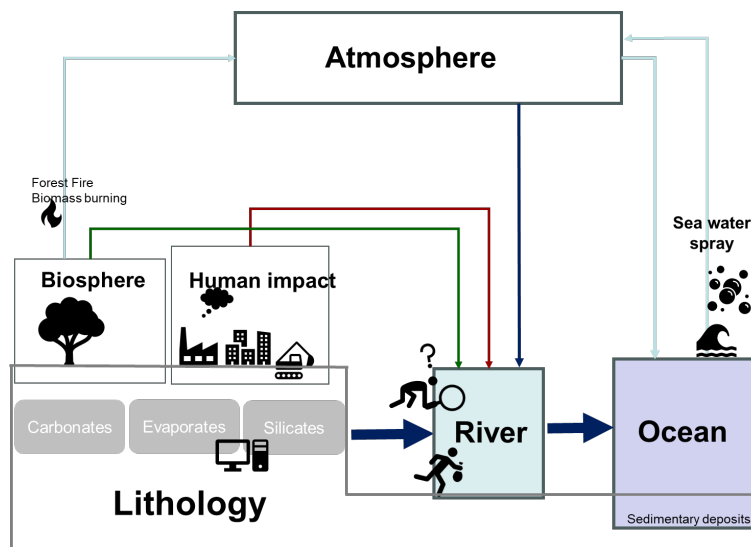 Atmosphere
Forest Fire
Biomass burning
Sea water
spray
Biosphere
Human impact
?
Carbonates
Evaporates
Silicates
River
Ocean
Lithology
Sedimentary deposits